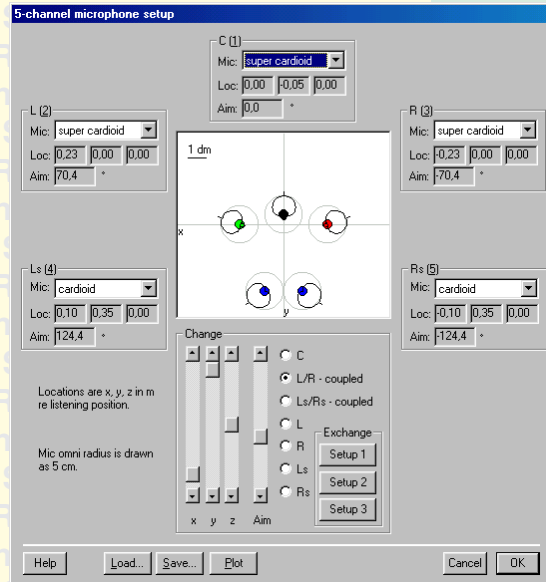 5-channel microphone setup
C (1)
Mic: super cardioid
Loc: 0,00 -0,05 0,00
Aim: 0,0 °
L (2)
Mic: super cardioid
Loc: 0,23 0,00 0,00
Aim: 70,4 °
R (3)
Mic: super cardioid
Loc: -0,23 0,00 0,00
Aim: -70,4 °
1 dm
x
y
Ls (4)
Mic: cardioid
Loc: 0,10 0,35 0,00
Aim: 124,4 °
Rs (5)
Mic: cardioid
Loc: -0,10 0,35 0,00
Aim: -124,4 °
Locations are x, y, z in m
re listening position.
Mic omni radius is drawn
as 5 cm.
Change
C
L/R - coupled
Ls/Rs - coupled
L
R
Ls
Rs
x y z Aim
Exchange
Setup 1
Setup 2
Setup 3
Help Load... Save... Plot Cancel OK